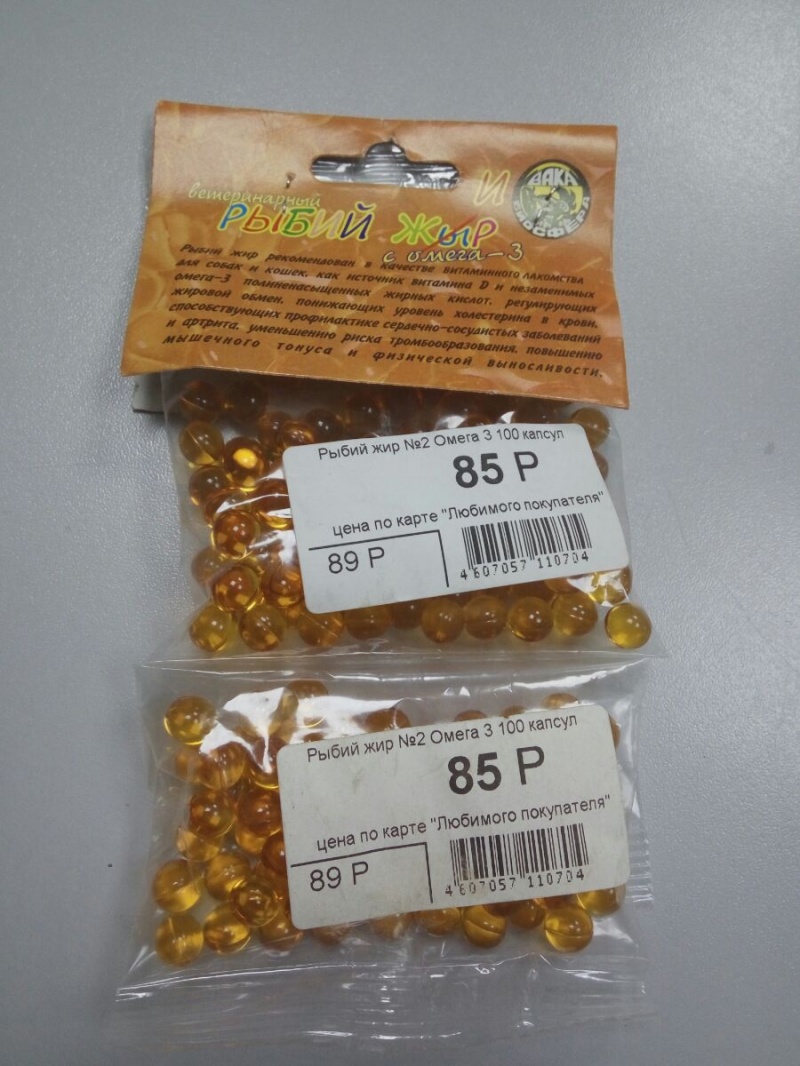 ветеринарный
РЫБИЙ ЖЫР И
с омега-3
ВАКА
БИОСФЕРА
Рыбий жир рекомендован в качестве витаминного лакомства
для собак и кошек, как источник витамина D и незаменимых
омега-3 полиненасыщенных жирных кислот, регулирующих
жировой обмен, понижающих уровень холестерина в крови,
способствующих профилактике сердечно-сосудистых заболеваний
и артрита, уменьшению риска тромбообразования, повышению
мышечного тонуса и физической выносливости.
Рыбий жир №2 Омега 3 100 капсул
85 Р
цена по карте "Любимого покупателя"
89 Р
4 607057 110704
Рыбий жир №2 Омега 3 100 капсул
85 Р
цена по карте "Любимого покупателя"
89 Р
4 607057 110704